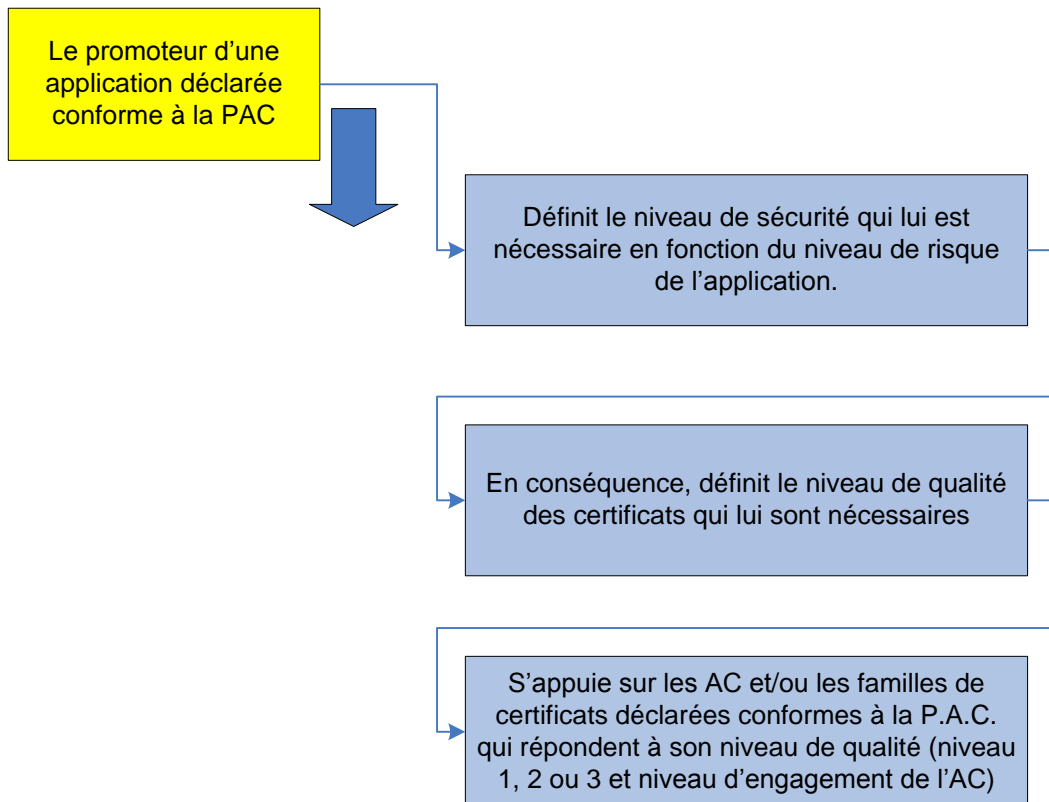 Le promoteur d’une
application déclarée
conforme à la PAC
Définit le niveau de sécurité qui lui est
nécessaire en fonction du niveau de risque
de l’application.
En conséquence, définit le niveau de qualité
des certificats qui lui sont nécessaires
S’appuie sur les AC et/ou les familles de
certificats déclarées conformes à la P.A.C.
qui répondent à son niveau de qualité (niveau
1, 2 ou 3 et niveau d’engagement de l’AC)